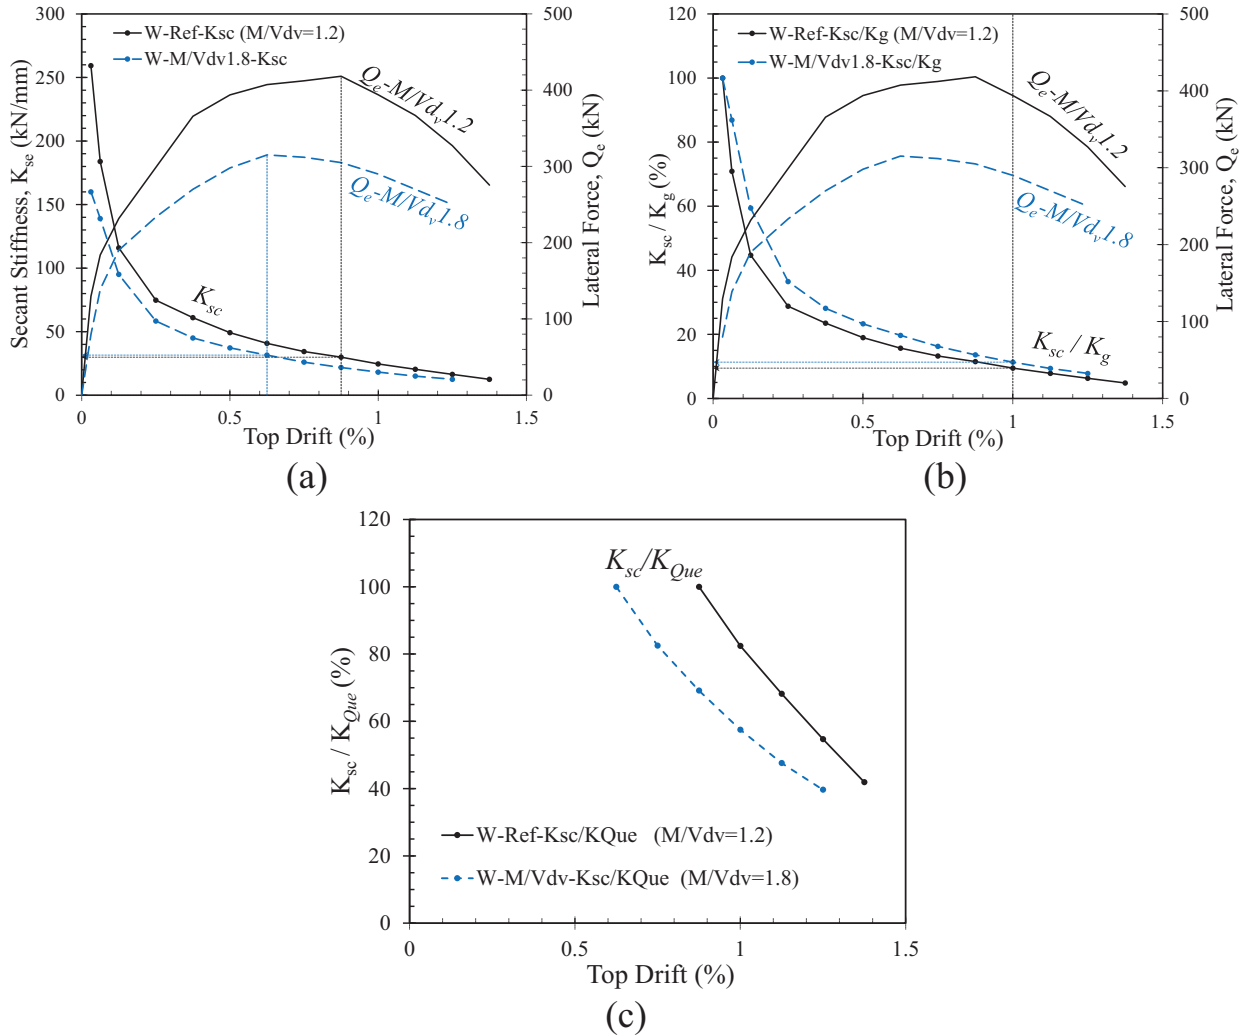 300
250
200
150
100
50
0
500
400
300
200
100
0
0
0.5
1
1.5
Secant Stiffness, Kse (kN/mm)
Lateral Force, Qe (kN)
Top Drift (%)
W-Ref-Ksc (M/Vdv=1.2)
W-M/Vdv1.8-Ksc
Qe-M/Vdv1.2
Qe-M/Vdv1.8
Ksc
(a)
120
100
80
60
40
20
0
500
400
300
200
100
0
0
0.5
1
1.5
Ksc / Kg (%)
Lateral Force, Qe (kN)
Top Drift (%)
W-Ref-Ksc/Kg (M/Vdv=1.2)
W-M/Vdv1.8-Ksc/Kg
Qe-M/Vdv1.2
Qe-M/Vdv1.8
Ksc / Kg
(b)
120
100
80
60
40
20
0
0
0.5
1
1.5
Ksc / KQue (%)
Top Drift (%)
Ksc/KQue
W-Ref-Ksc/KQue (M/Vdv=1.2)
W-M/Vdv-Ksc/KQue (M/Vdv=1.8)
(c)